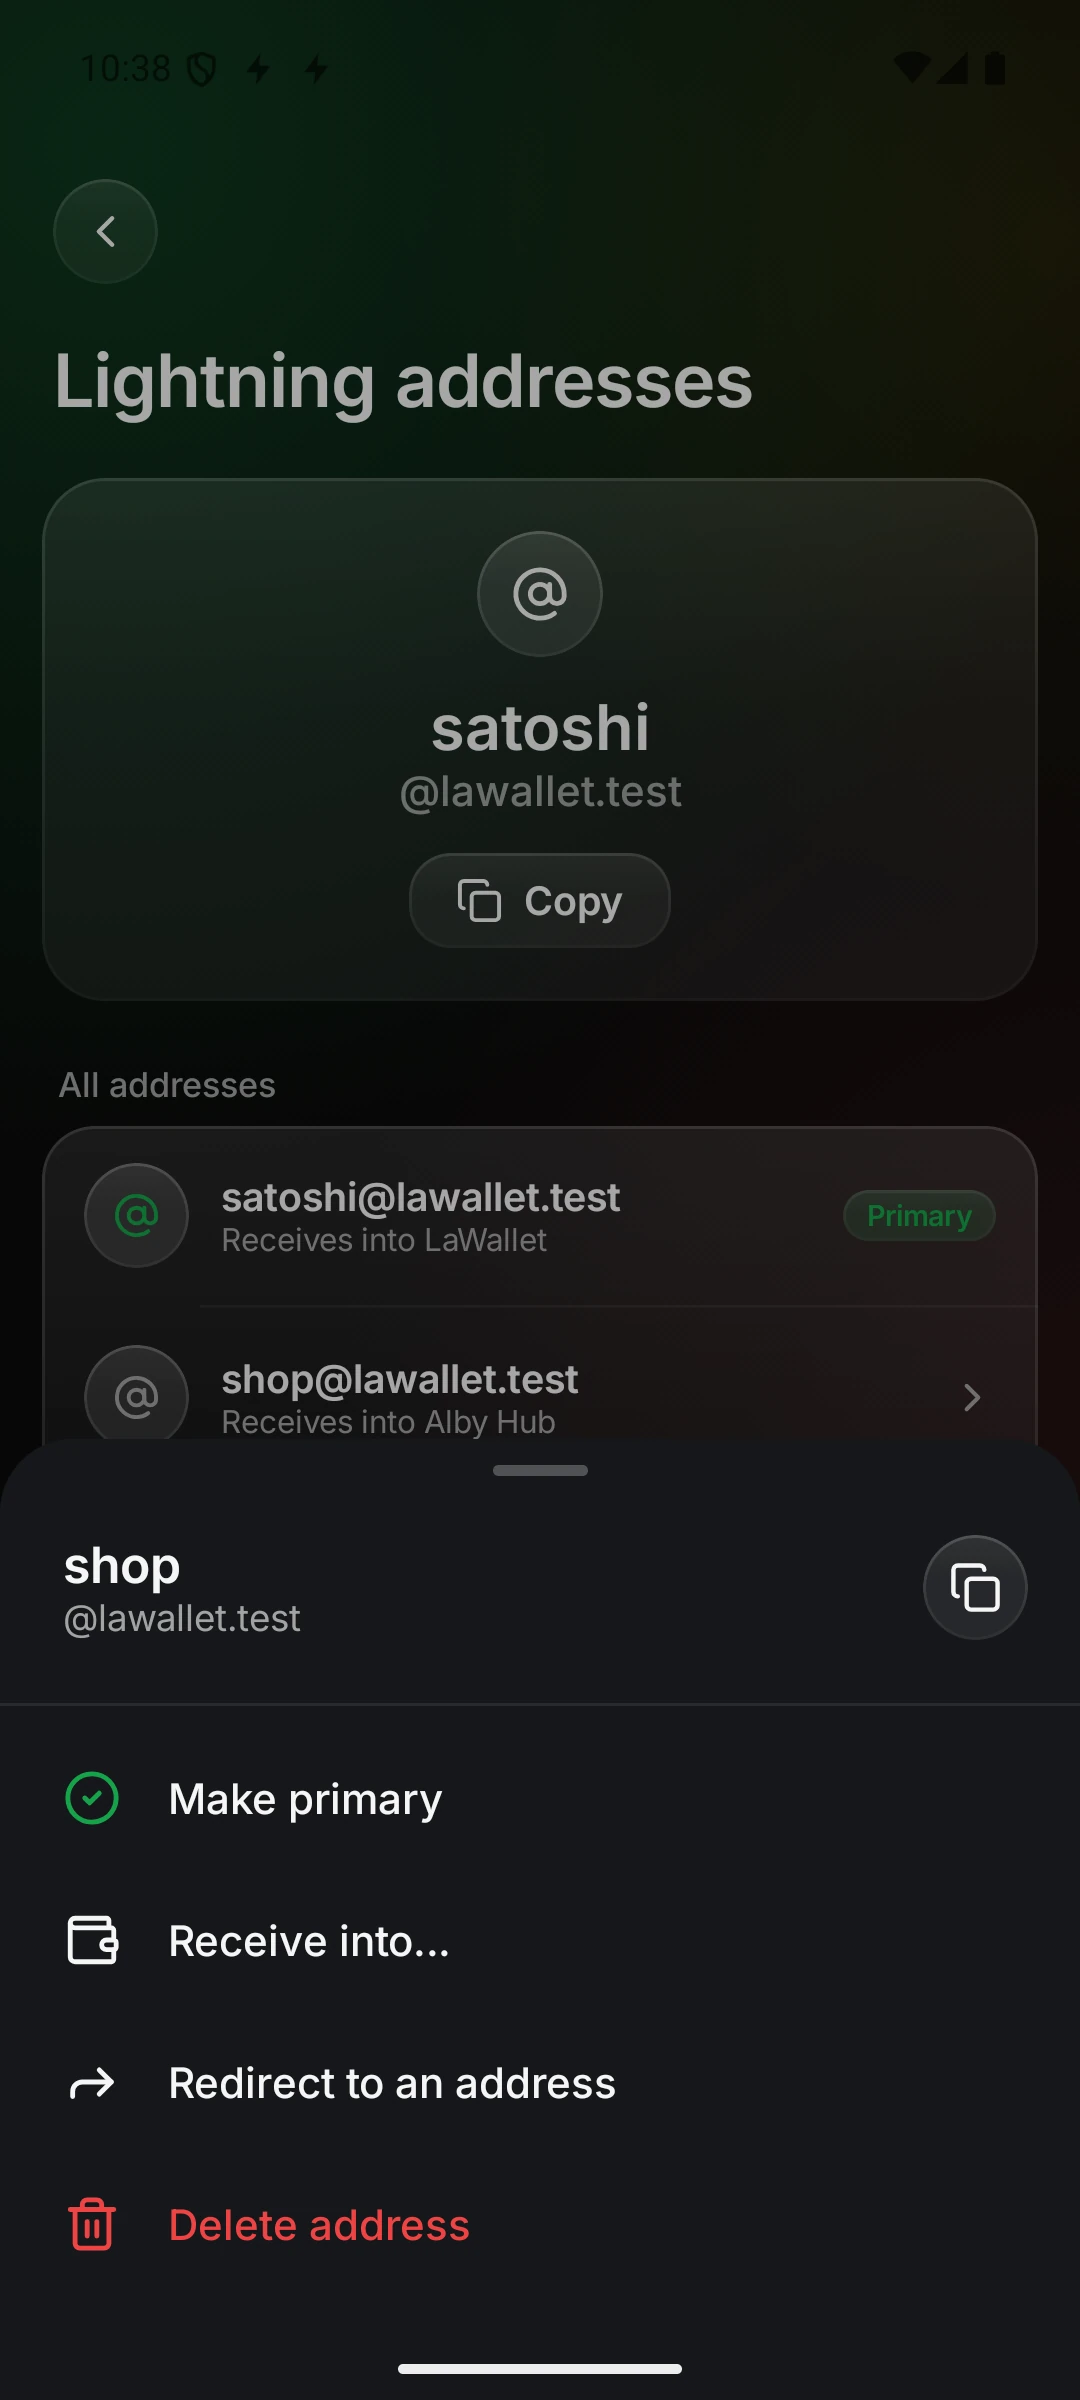 10:38
Lightning addresses
satoshi
@lawallet.test
Copy
All addresses
satoshi@lawallet.test
Receives into LaWallet
Primary
shop@lawallet.test
Receives into Alby Hub
shop
@lawallet.test
Make primary
Receive into...
Redirect to an address
Delete address